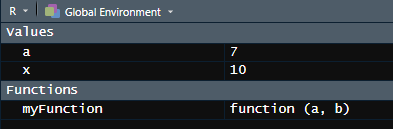 R Global Environment
Values
a 7
x 10
Functions
myFunction function (a, b)